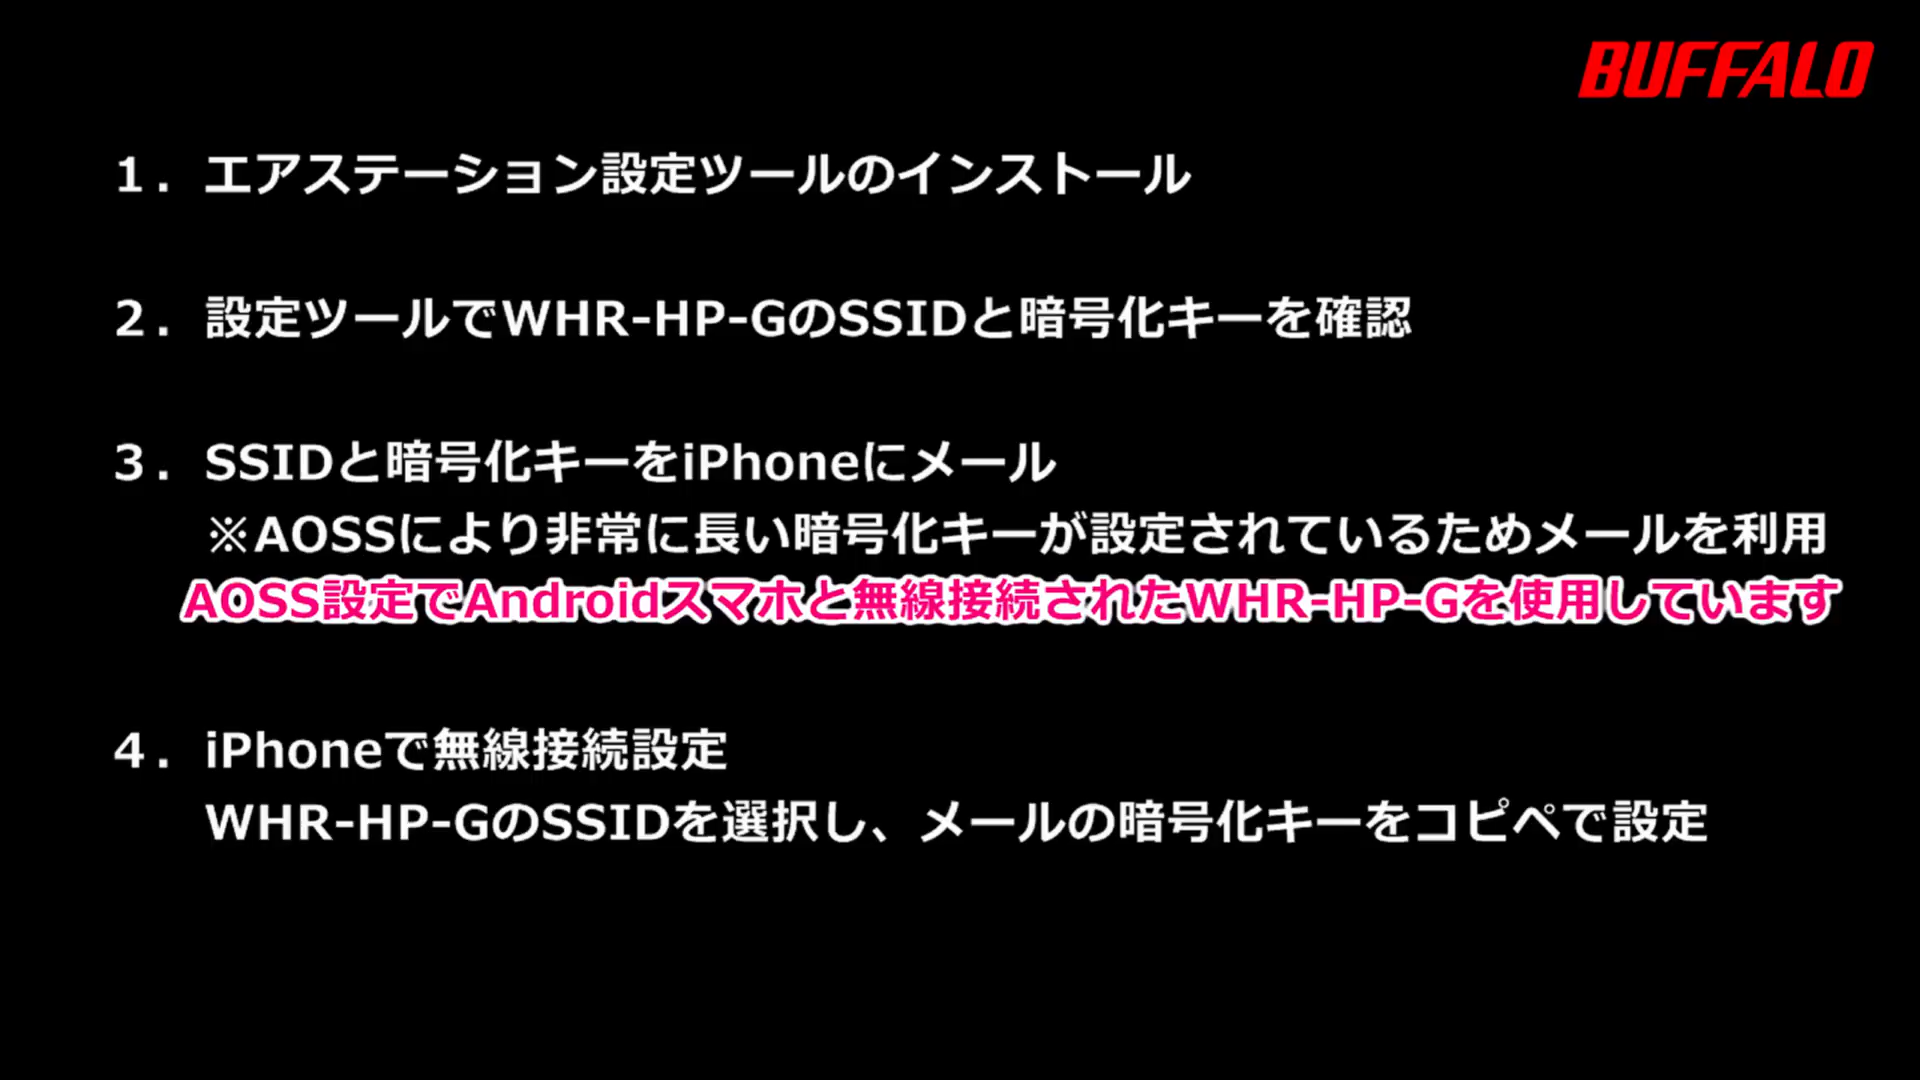 BUFFALO
1．エアステーション設定ツールのインストール
2．設定ツールでWHR-HP-GのSSIDと暗号化キーを確認
3．SSIDと暗号化キーをiPhoneにメール
※AOSSにより非常に長い暗号化キーが設定されているためメールを利用
AOSS設定でAndroidスマホと無線接続されたWHR-HP-Gを使用しています
4．iPhoneで無線接続設定
WHR-HP-GのSSIDを選択し、メールの暗号化キーをコピペで設定